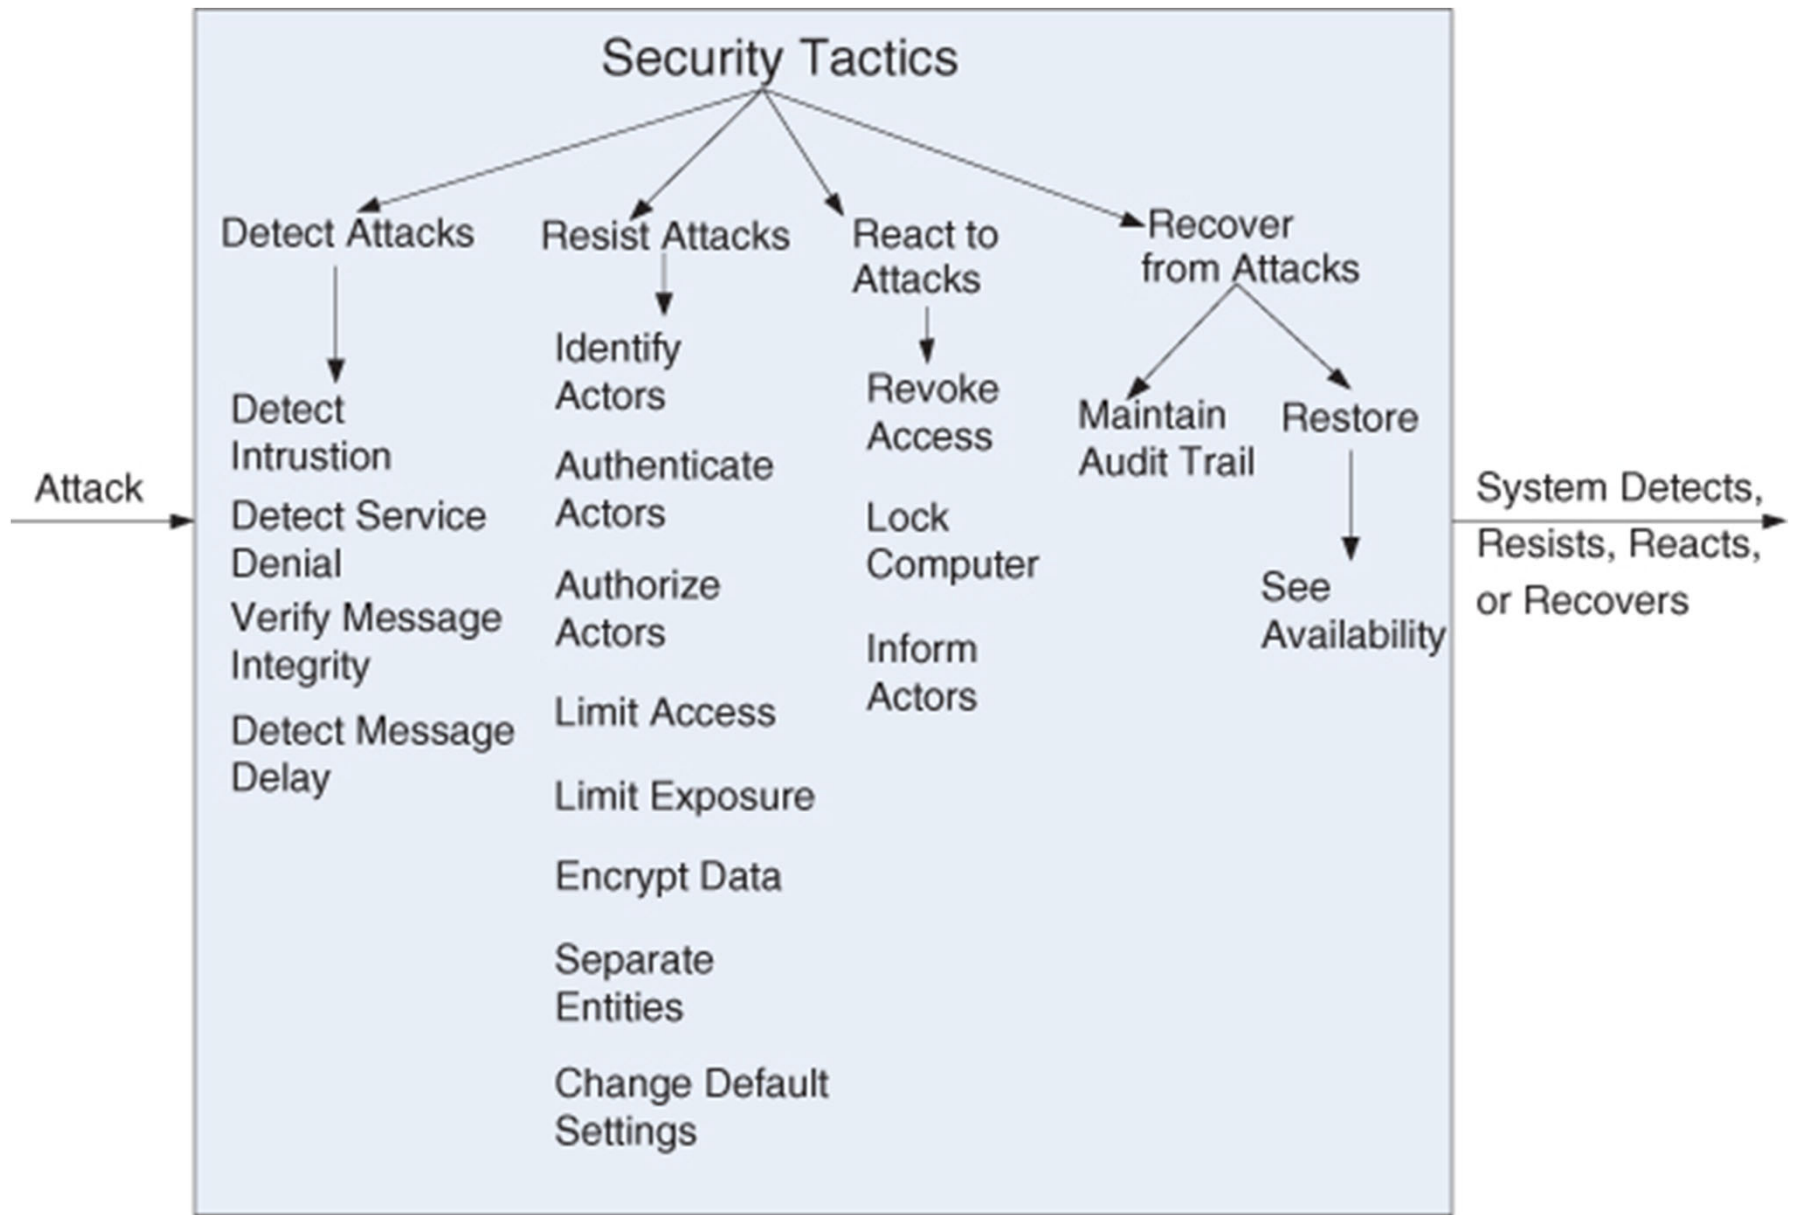 Security Tactics
Attack
Detect Attacks
Detect
Intrustion
Detect Service
Denial
Verify Message
Integrity
Detect Message
Delay
Resist Attacks
Identify
Actors
Authenticate
Actors
Authorize
Actors
Limit Access
Limit Exposure
Encrypt Data
Separate
Entities
Change Default
Settings
React to
Attacks
Revoke
Access
Lock
Computer
Inform
Actors
Recover
from Attacks
Maintain
Audit Trail
Restore
See
Availability
System Detects,
Resists, Reacts,
or Recovers